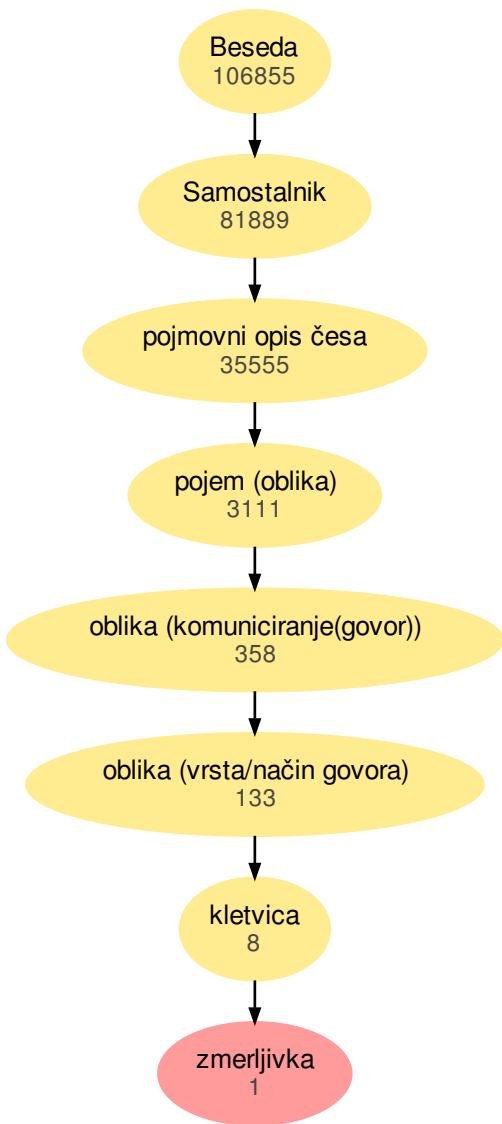 Beseda
106855
Samostalnik
81889
pojmovni opis česa
35555
pojem (oblika)
3111
oblika (komuniciranje(govor))
358
oblika (vrsta/način govora)
133
kletvica
8
zmerljivka
1